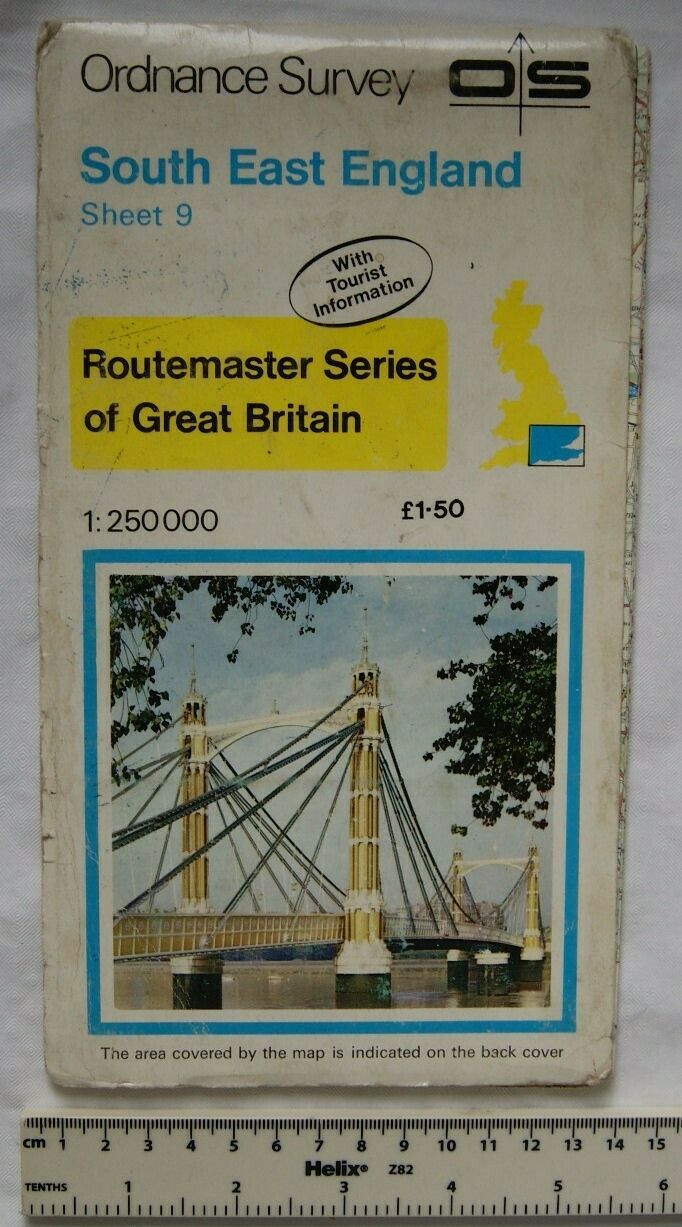 Ordnance Survey OS
South East England
Sheet 9
With
Tourist
Information
Routemaster Series
of Great Britain
1:250 000
£1·50
The area covered by the map is indicated on the back cover
cm 1 2 3 4 5 6 7 8 9 10 11 12 13 14 15
Helix® Z82
TENTHS 1 2 3 4 5 6